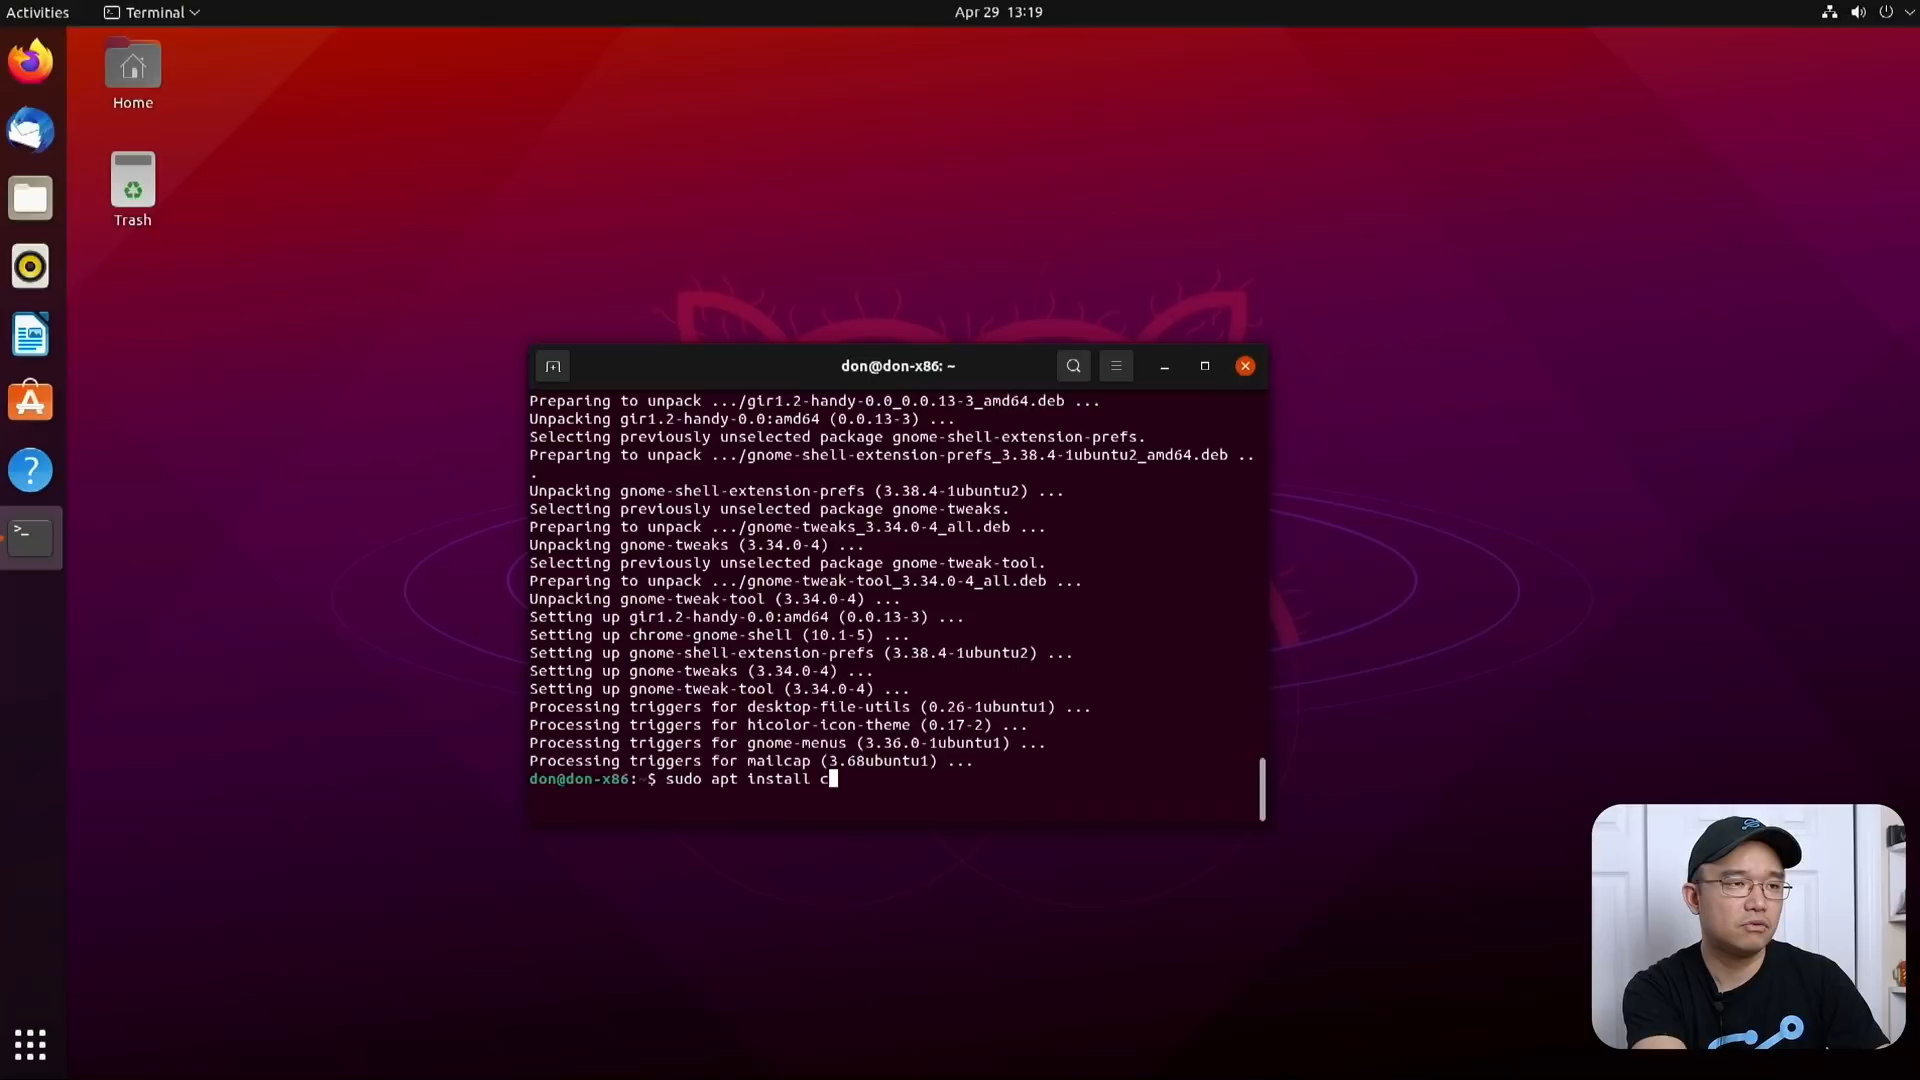 Activities
Terminal
Apr 29 13:19
Home
Trash
don@don-x86: ~
Preparing to unpack .../gir1.2-handy-0.0_0.0.13-3_amd64.deb ...
Unpacking gir1.2-handy-0.0:amd64 (0.0.13-3) ...
Selecting previously unselected package gnome-shell-extension-prefs.
Preparing to unpack .../gnome-shell-extension-prefs_3.38.4-1ubuntu2_amd64.deb ..
.
Unpacking gnome-shell-extension-prefs (3.38.4-1ubuntu2) ...
Selecting previously unselected package gnome-tweaks.
Preparing to unpack .../gnome-tweaks_3.34.0-4_all.deb ...
Unpacking gnome-tweaks (3.34.0-4) ...
Selecting previously unselected package gnome-tweak-tool.
Preparing to unpack .../gnome-tweak-tool_3.34.0-4_all.deb ...
Unpacking gnome-tweak-tool (3.34.0-4) ...
Setting up gir1.2-handy-0.0:amd64 (0.0.13-3) ...
Setting up chrome-gnome-shell (10.1-5) ...
Setting up gnome-shell-extension-prefs (3.38.4-1ubuntu2) ...
Setting up gnome-tweaks (3.34.0-4) ...
Setting up gnome-tweak-tool (3.34.0-4) ...
Processing triggers for desktop-file-utils (0.26-1ubuntu1) ...
Processing triggers for hicolor-icon-theme (0.17-2) ...
Processing triggers for gnome-menus (3.36.0-1ubuntu1) ...
Processing triggers for mailcap (3.68ubuntu1) ...
don@don-x86:~$ sudo apt install c